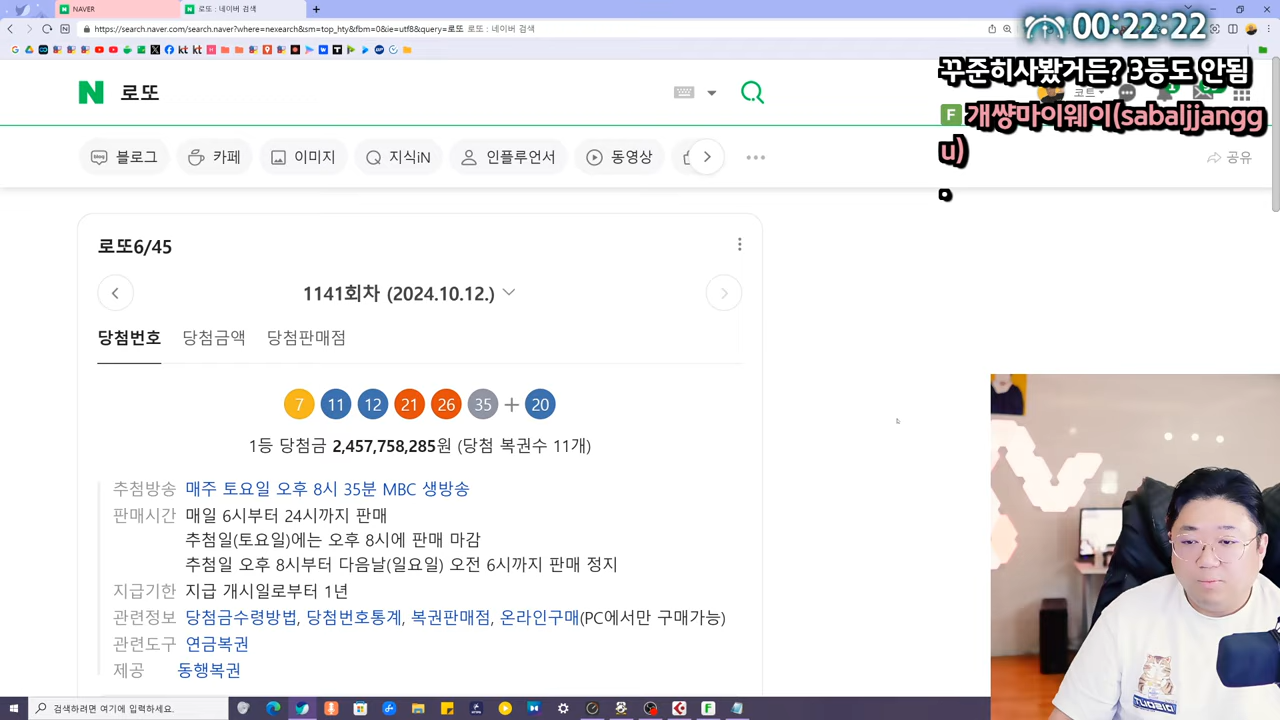 NAVER
로또 : 네이버 검색
00:22:22
https://search.naver.com/search.naver?where=nexearch&sm=top_hty&fbm=0&ie=utf8&query=로또 로또 : 네이버 검색
꾸준히사봤거든? 3등도 안됨
F 개썅마이웨이(sabaljjanggu)
N 로또
블로그
카페
이미지
지식iN
인플루언서
동영상
공유
로또6/45
1141회차 (2024.10.12.)
당첨번호
당첨금액
당첨판매점
7 11 12 21 26 35 + 20
1등 당첨금 2,457,758,285원 (당첨 복권수 11개)
추첨방송 매주 토요일 오후 8시 35분 MBC 생방송
판매시간 매일 6시부터 24시까지 판매
추첨일(토요일)에는 오후 8시에 판매 마감
추첨일 오후 8시부터 다음날(일요일) 오전 6시까지 판매 정지
지급기한 지급 개시일로부터 1년
관련정보 당첨금수령방법, 당첨번호통계, 복권판매점, 온라인구매(PC에서만 구매가능)
관련도구 연금복권
제공 동행복권
검색하려면 여기에 입력하세요.